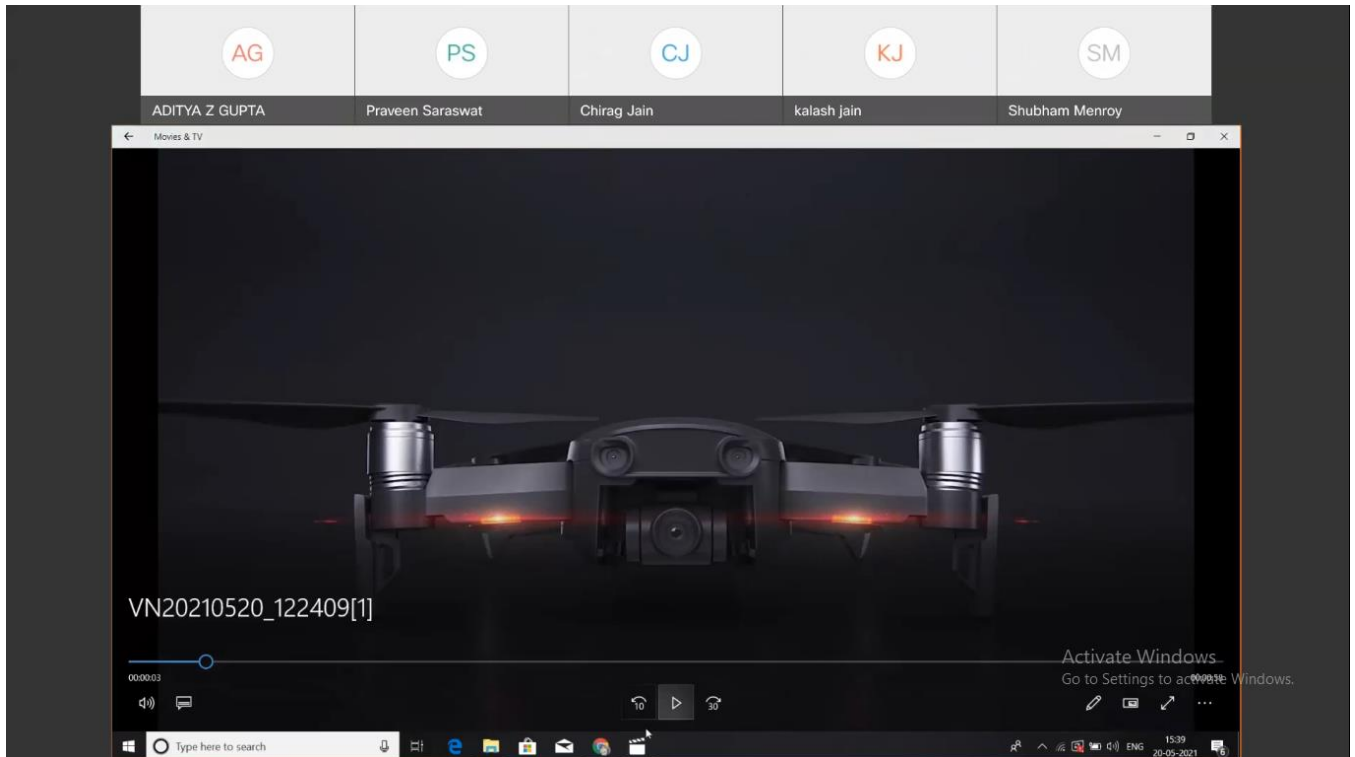 AG
PS
CJ
KJ
SM
ADITYA Z GUPTA
Praveen Saraswat
Chirag Jain
kalash jain
Shubham Menroy
Movies & TV
VN20210520_122409[1]
Activate Windows
Go to Settings to activate Windows.
00:00:03
10
30
Type here to search
ENG
15:39
20-05-2021
6